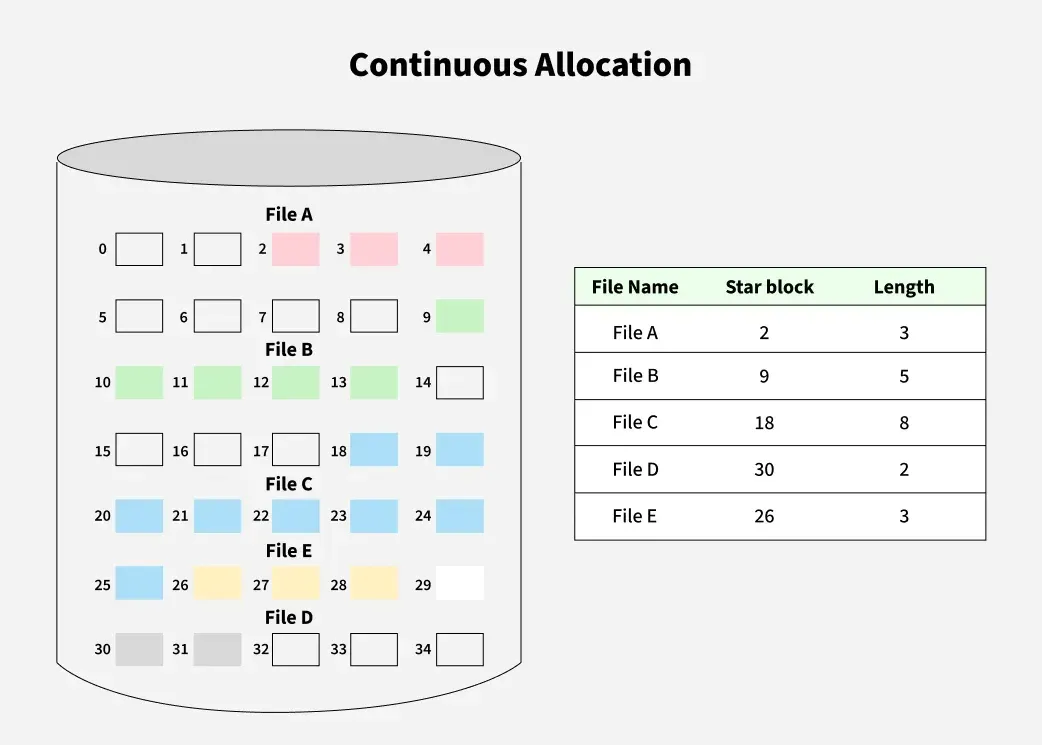 Continuous Allocation
File A
0 1 2 3 4
5 6 7 8 9
File B
10 11 12 13 14
15 16 17 18 19
File C
20 21 22 23 24
File E
25 26 27 28 29
File D
30 31 32 33 34
File Name Star block Length
File A 2 3
File B 9 5
File C 18 8
File D 30 2
File E 26 3